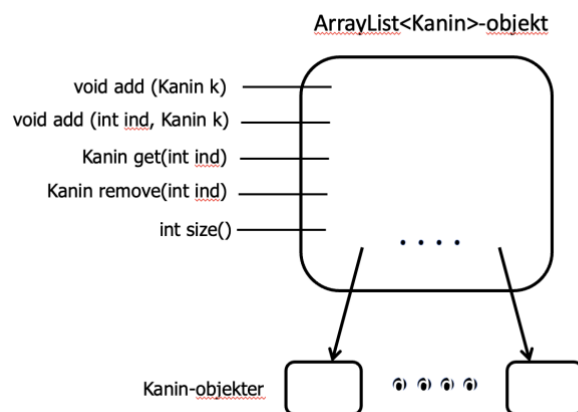 ArrayList<Kanin>-objekt
void add (Kanin k)
void add (int ind, Kanin k)
Kanin get(int ind)
Kanin remove(int ind)
int size()
Kanin-objekter